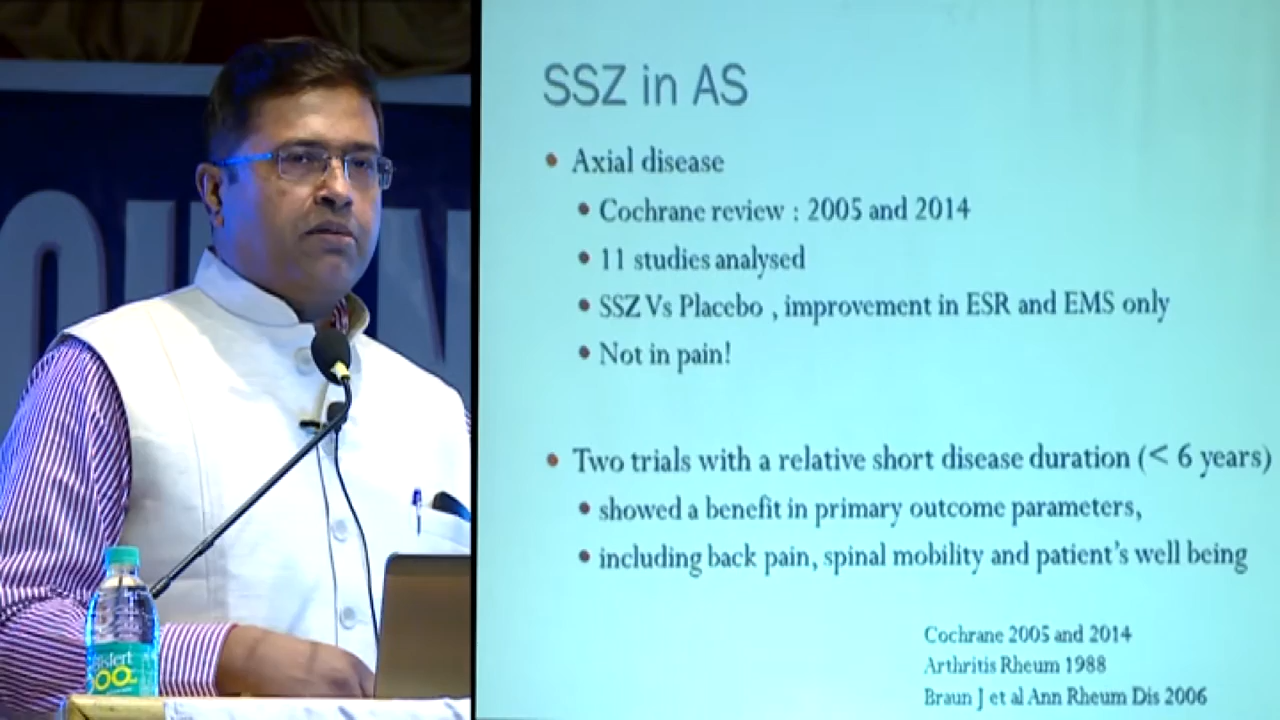 SSZ in AS
• Axial disease
• Cochrane review : 2005 and 2014
• 11 studies analysed
• SSZ Vs Placebo , improvement in ESR and EMS only
• Not in pain!
• Two trials with a relative short disease duration (< 6 years)
• showed a benefit in primary outcome parameters,
• including back pain, spinal mobility and patient's well being
Cochrane 2005 and 2014
Arthritis Rheum 1988
Braun J et al Ann Rheum Dis 2006